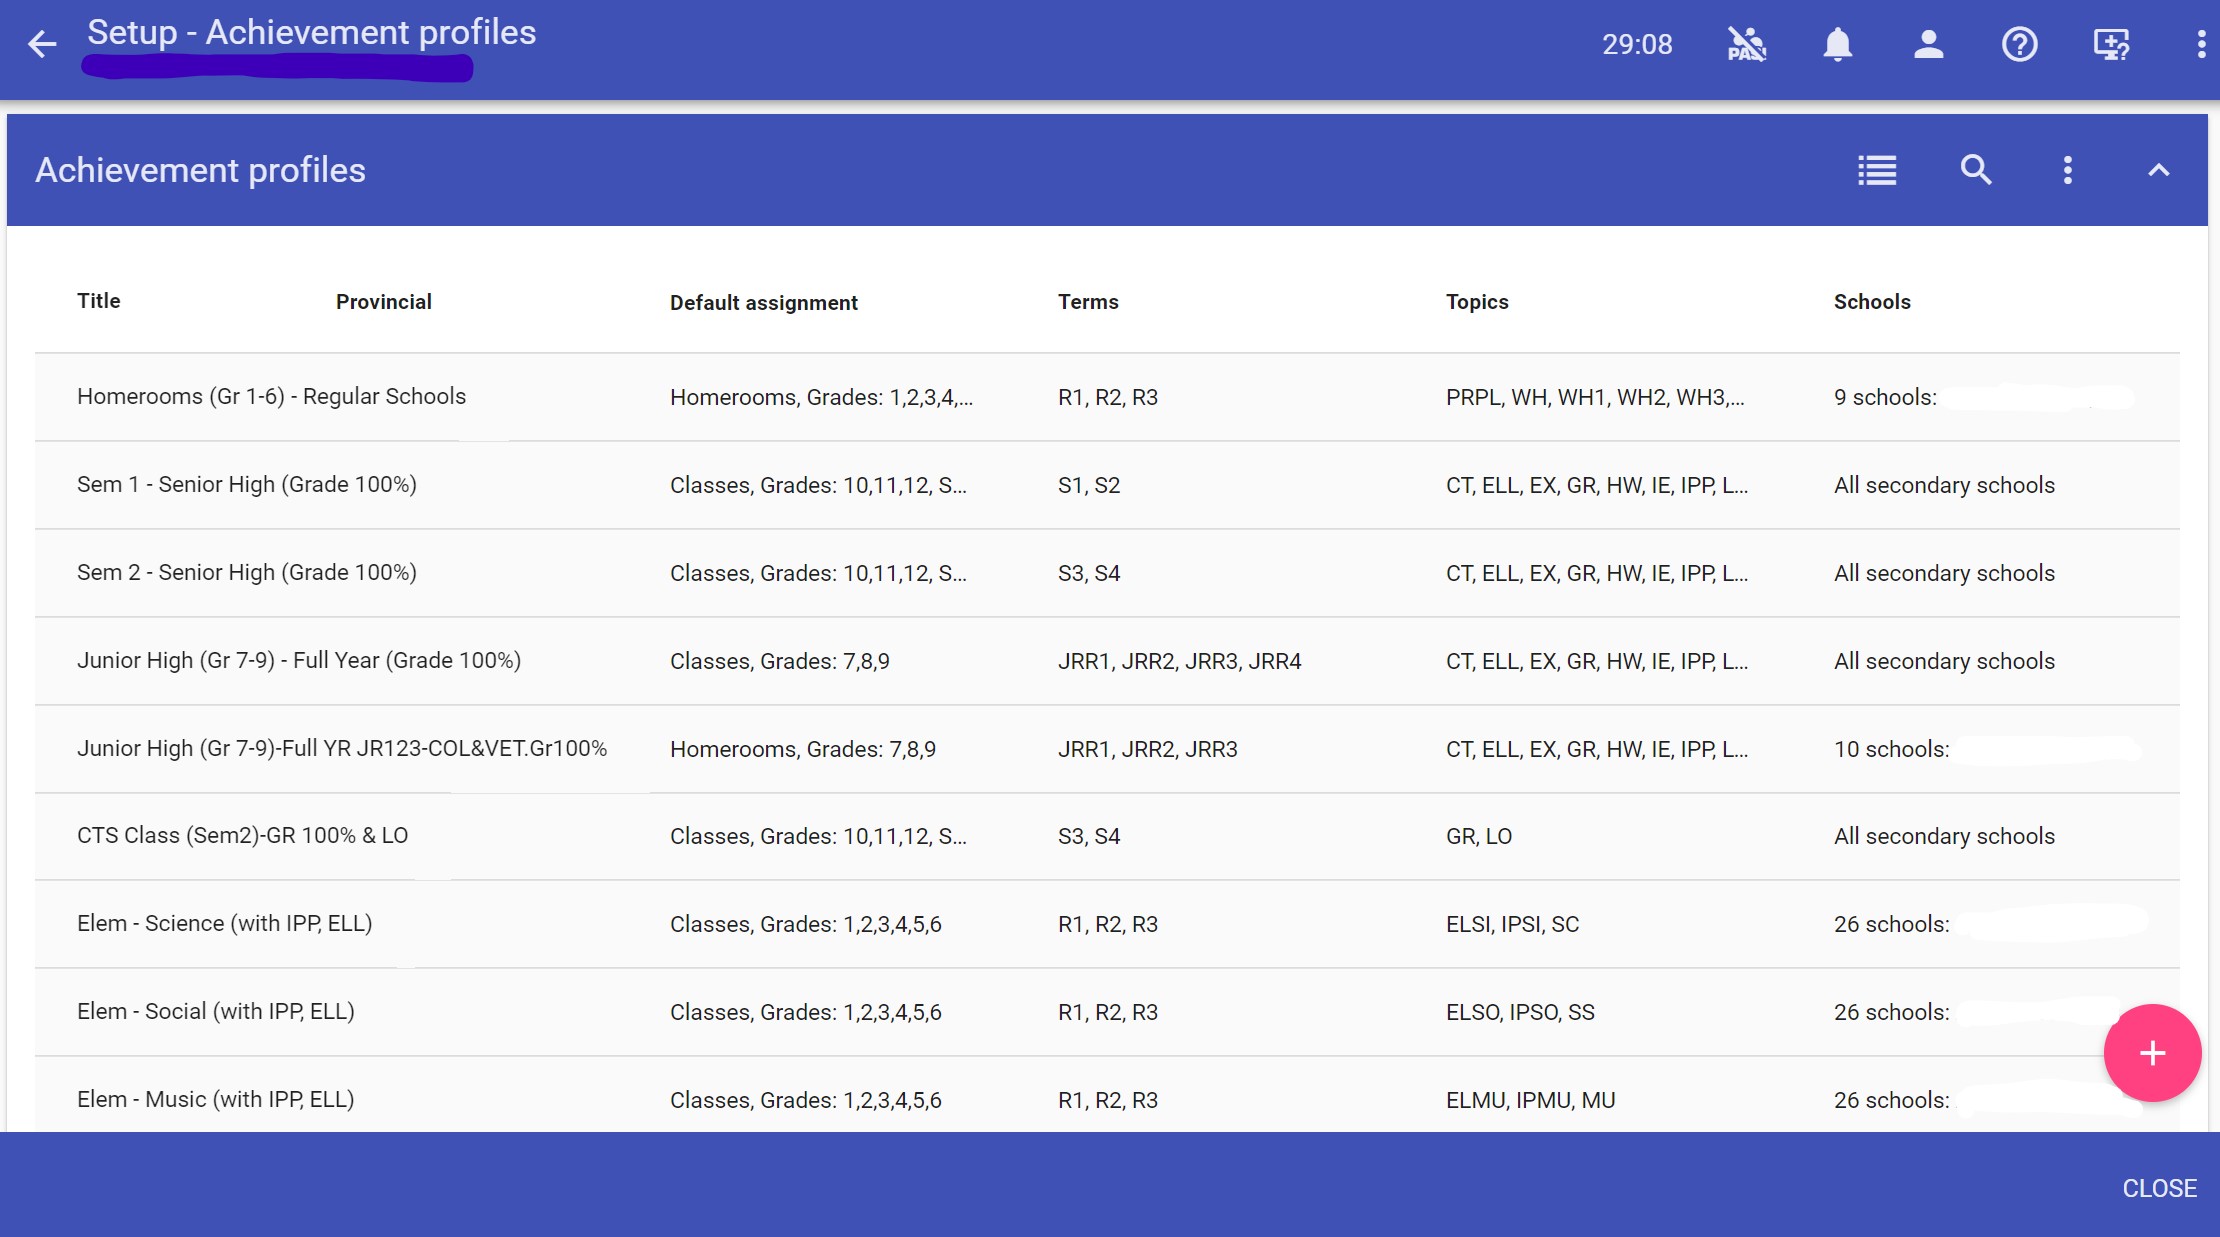 Setup - Achievement profiles
29:08
PAS!
Achievement profiles
Title Provincial Default assignment Terms Topics Schools
Homerooms (Gr 1-6) - Regular Schools Homerooms, Grades: 1,2,3,4,... R1, R2, R3 PRPL, WH, WH1, WH2, WH3,... 9 schools:
Sem 1 - Senior High (Grade 100%) Classes, Grades: 10,11,12, S... S1, S2 CT, ELL, EX, GR, HW, IE, IPP, L... All secondary schools
Sem 2 - Senior High (Grade 100%) Classes, Grades: 10,11,12, S... S3, S4 CT, ELL, EX, GR, HW, IE, IPP, L... All secondary schools
Junior High (Gr 7-9) - Full Year (Grade 100%) Classes, Grades: 7,8,9 JRR1, JRR2, JRR3, JRR4 CT, ELL, EX, GR, HW, IE, IPP, L... All secondary schools
Junior High (Gr 7-9)-Full YR JR123-COL&VET.Gr100% Homerooms, Grades: 7,8,9 JRR1, JRR2, JRR3 CT, ELL, EX, GR, HW, IE, IPP, L... 10 schools:
CTS Class (Sem2)-GR 100% & LO Classes, Grades: 10,11,12, S... S3, S4 GR, LO All secondary schools
Elem - Science (with IPP, ELL) Classes, Grades: 1,2,3,4,5,6 R1, R2, R3 ELSI, IPSI, SC 26 schools:
Elem - Social (with IPP, ELL) Classes, Grades: 1,2,3,4,5,6 R1, R2, R3 ELSO, IPSO, SS 26 schools:
Elem - Music (with IPP, ELL) Classes, Grades: 1,2,3,4,5,6 R1, R2, R3 ELMU, IPMU, MU 26 schools:
CLOSE